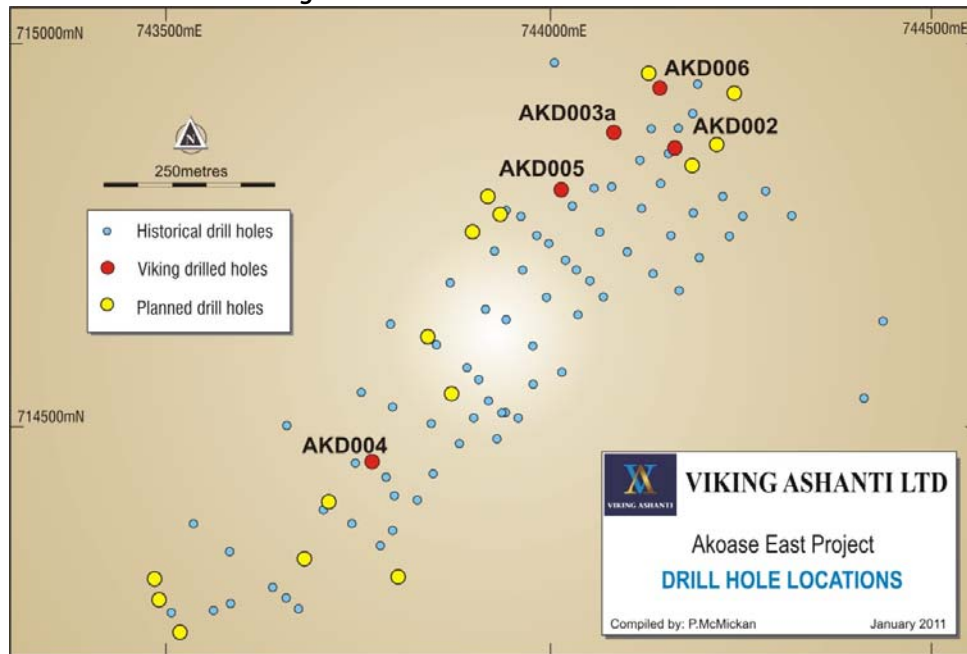 715000mN
743500mE
744000mE
744500mE
AKD006
AKD003a
AKD002
N
AKD005
250metres
Historical drill holes
Viking drilled holes
Planned drill holes
714500mN
AKD004
VIKING ASHANTI
VIKING ASHANTI LTD
Akoase East Project
DRILL HOLE LOCATIONS
Compiled by: P.McMickan January 2011